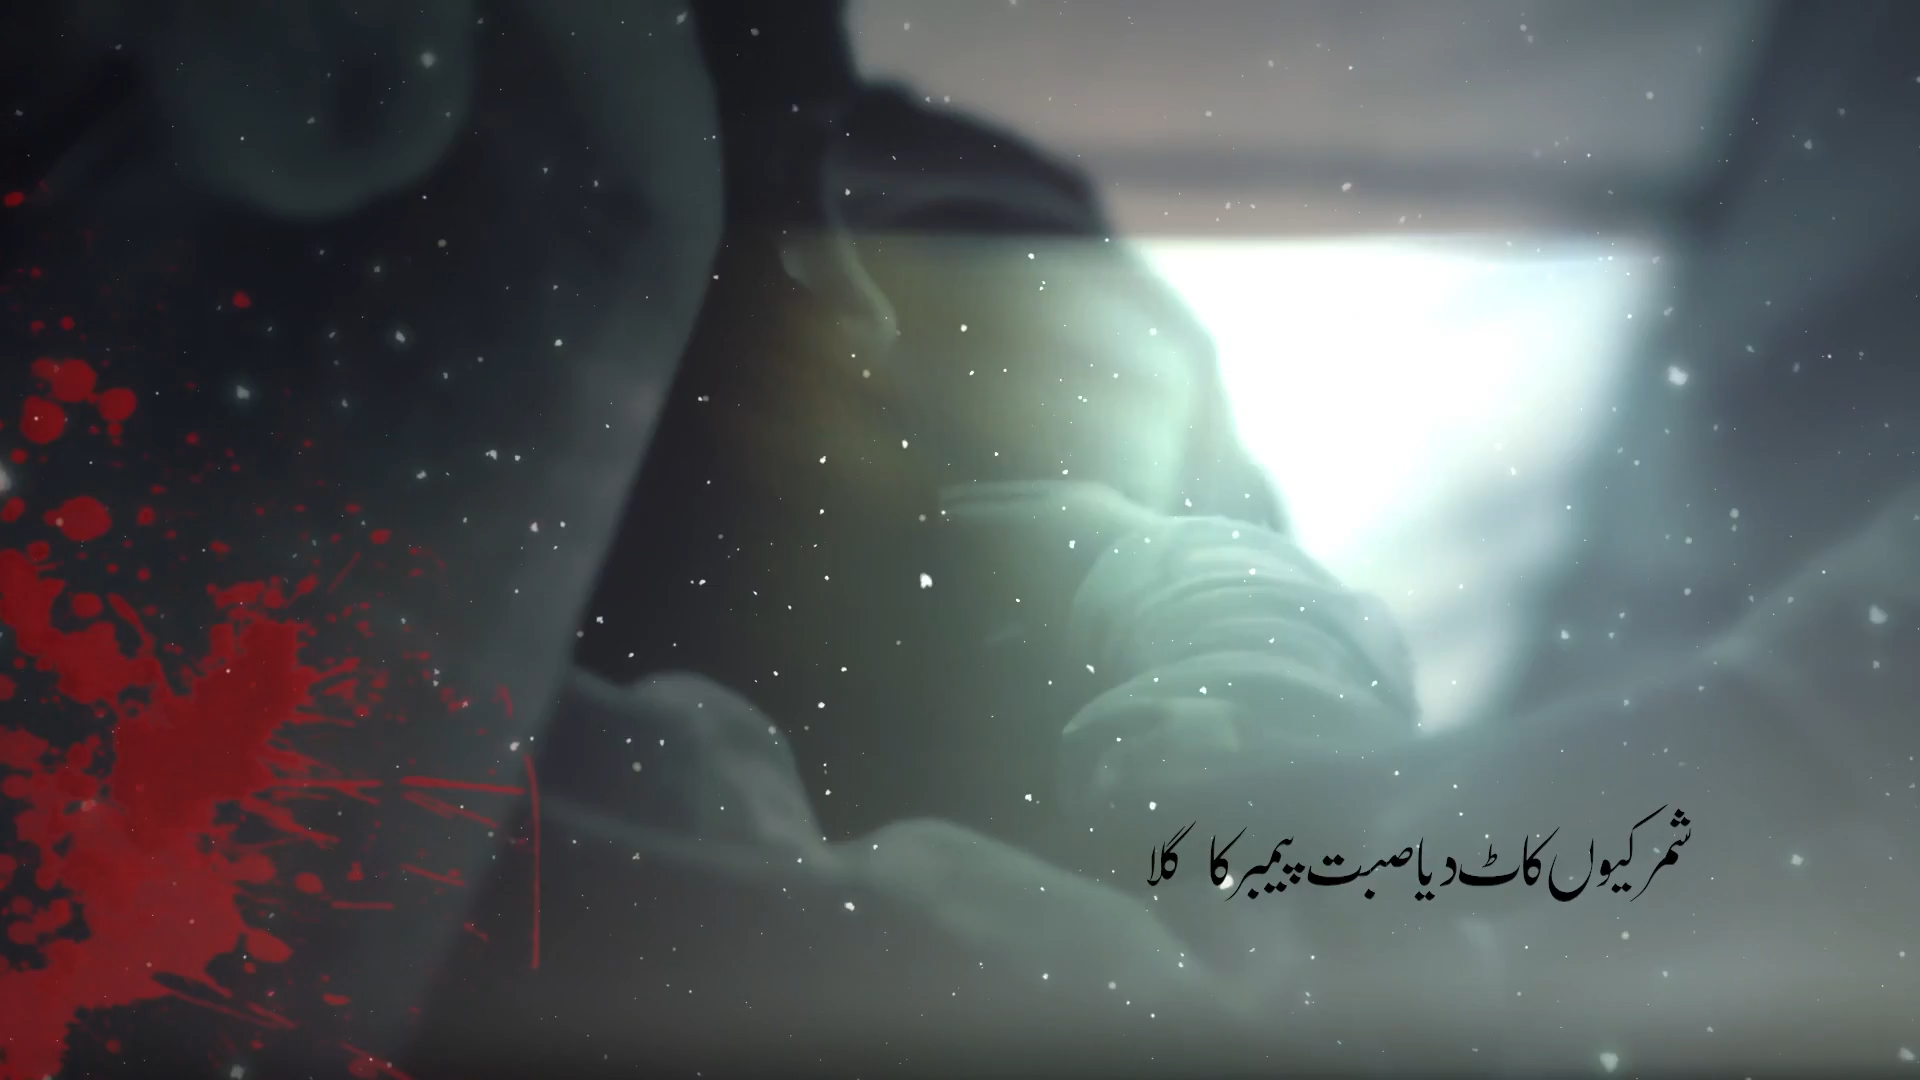 شمر کیوں کاٹ دیا صبت پیمبر کا گلا